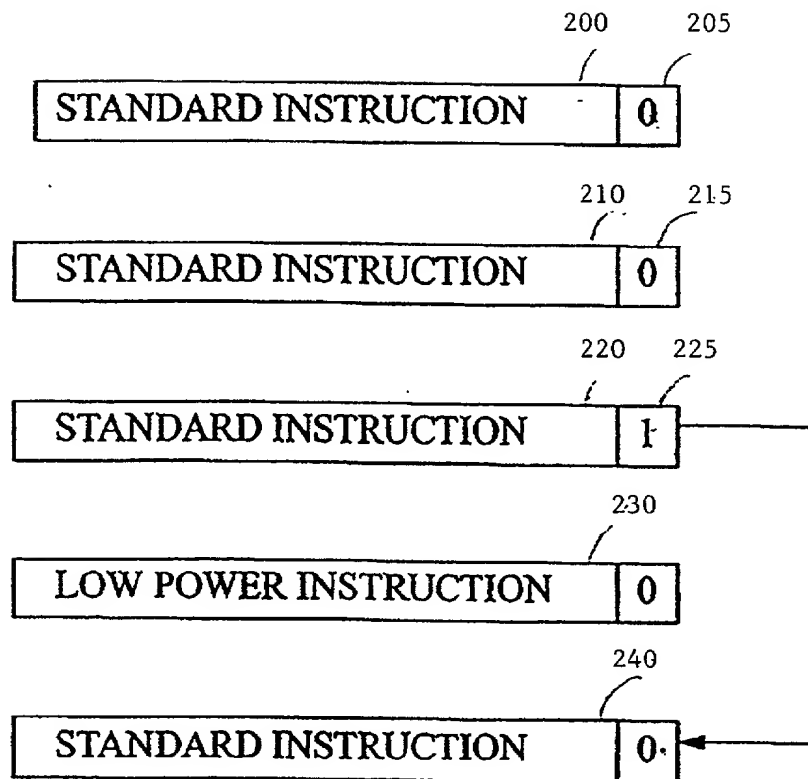 200 205
STANDARD INSTRUCTION 0
210 215
STANDARD INSTRUCTION 0
220 225
STANDARD INSTRUCTION 1
230
LOW POWER INSTRUCTION 0
240
STANDARD INSTRUCTION 0